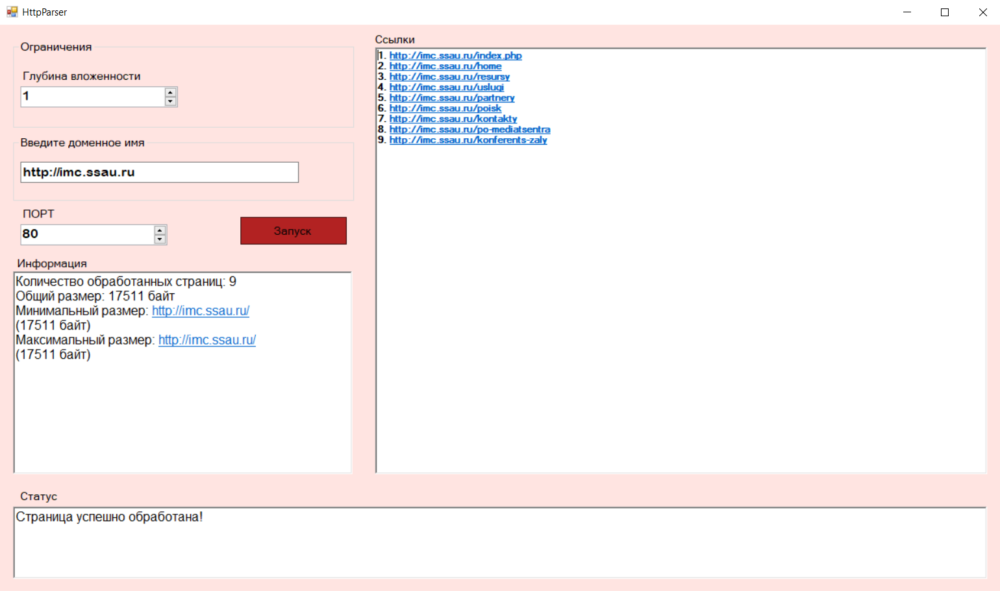 HttpParser
Ограничения
Глубина вложенности
1
Введите доменное имя
http://imc.ssau.ru
ПОРТ
80
Запуск
Информация
Количество обработанных страниц: 9
Общий размер: 17511 байт
Минимальный размер: http://imc.ssau.ru/
(17511 байт)
Максимальный размер: http://imc.ssau.ru/
(17511 байт)
Ссылки
1. http://imc.ssau.ru/index.php
2. http://imc.ssau.ru/home
3. http://imc.ssau.ru/resursy
4. http://imc.ssau.ru/uslugi
5. http://imc.ssau.ru/partnery
6. http://imc.ssau.ru/poisk
7. http://imc.ssau.ru/kontakty
8. http://imc.ssau.ru/po-mediatsentra
9. http://imc.ssau.ru/konferents-zaly
Статус
Страница успешно обработана!